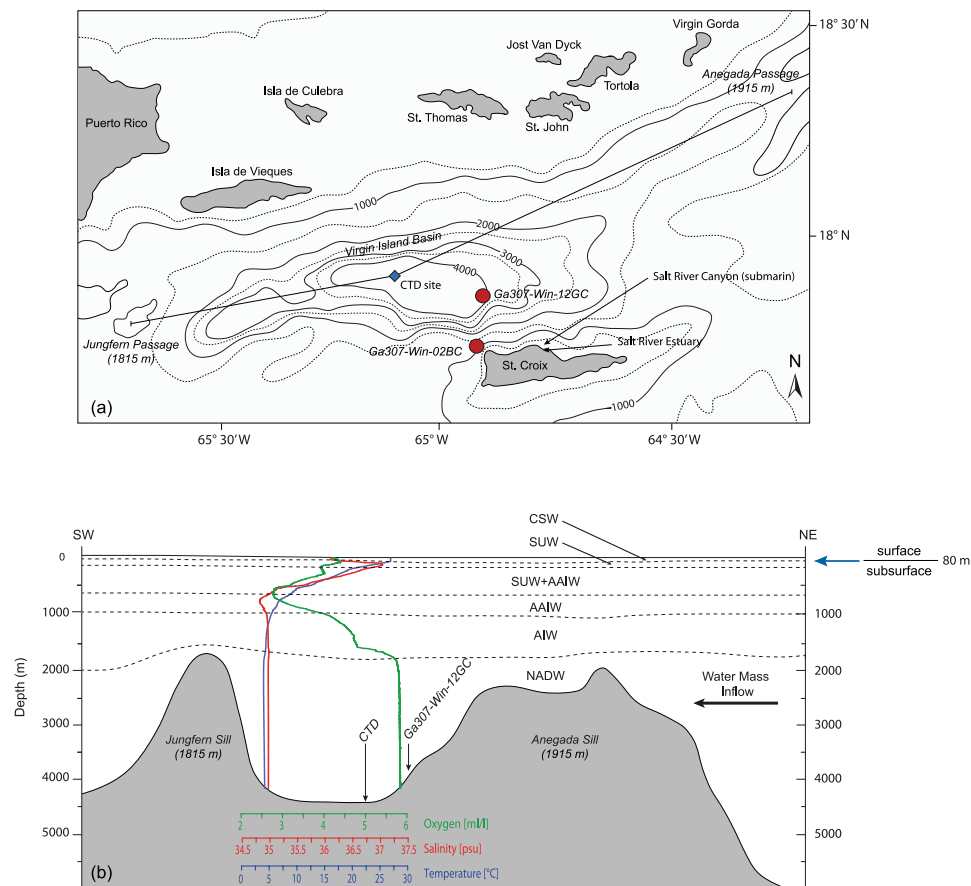 Virgin Gorda
18° 30′ N
Jost Van Dyck
Anegada Passage
(1915 m)
Tortola
Isla de Culebra
St. Thomas
St. John
Puerto Rico
Isla de Vieques
1000
2000
18° N
Virgin Island Basin
3000
4000
Salt River Canyon (submarin)
CTD site
Ga307-Win-12GC
Jungfern Passage
(1815 m)
Ga307-Win-02BC
Salt River Estuary
St. Croix
N
1000
(a)
65° 30′ W
65° W
64° 30′ W
CSW
SW
SUW
NE
0
surface
80 m
subsurface
SUW+AAIW
1000
AAIW
1000
AIW
2000
NADW
2000
Depth (m)
Water Mass
Inflow
3000
3000
Jungfern Sill
(1815 m)
CTD
Ga307-Win-12GC
Anegada Sill
(1915 m)
4000
4000
5000
2 3 4 5 6
Oxygen [ml/l]
5000
34.5 35 35.5 36 36.5 37 37.5
Salinity [psu]
(b)
0 5 10 15 20 25 30
Temperature [°C]